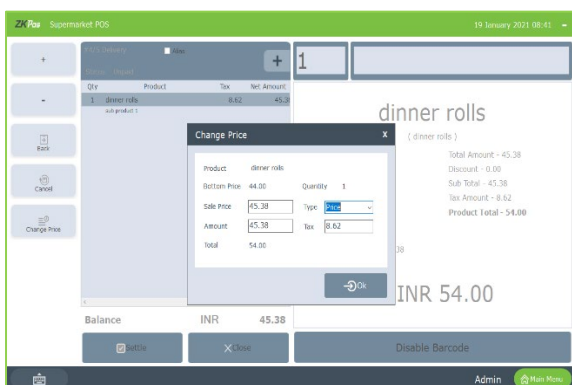 ZKPos Supermarket POS 19 January 2021 08:41 -
+
-
Back
Cancel
Change Price
Alias
+
1
Qty Product Tax Net Amount
1 dinner rolls 8.62 45.3
sub product 1
dinner rolls
( dinner rolls )
Total Amount - 45.38
Discount - 0.00
Sub Total - 45.38
Tax Amount - 8.62
Product Total - 54.00
38
INR 54.00
Change Price X
Product dinner rolls
Bottom Price 44.00 Quantity 1
Sale Price 45.38 Type Price
Amount 45.38 Tax 8.62
Total 54.00
Ok
Balance INR 45.38
Settle
X Close
Disable Barcode
Admin Main Menu